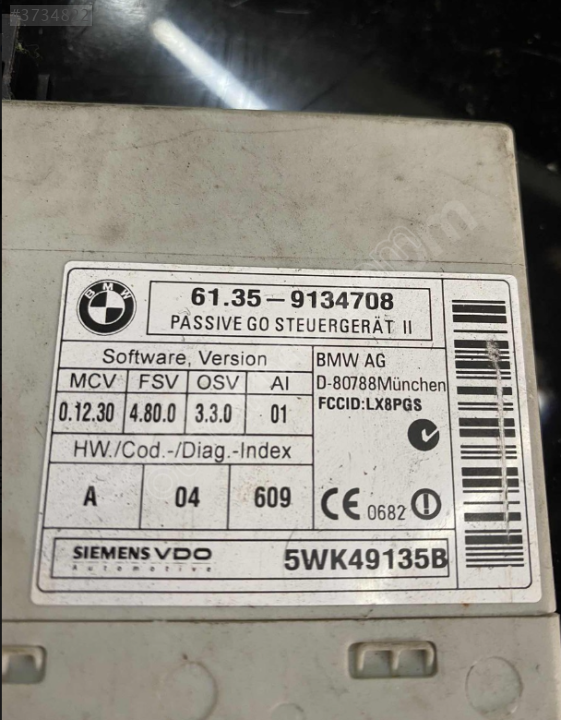 #37348
BMW
61.35-9134708
PASSIVE GO STEUERGERÄT II
Software, Version
MCV FSV OSV AI
0.12.30 4.80.0 3.3.0 01
HW./Cod.-/Diag.-Index
A 04 609
BMW AG
D-80788München
FCCID:LX8PGS
CE 0682
SIEMENS VDO
Automotive
5WK49135B